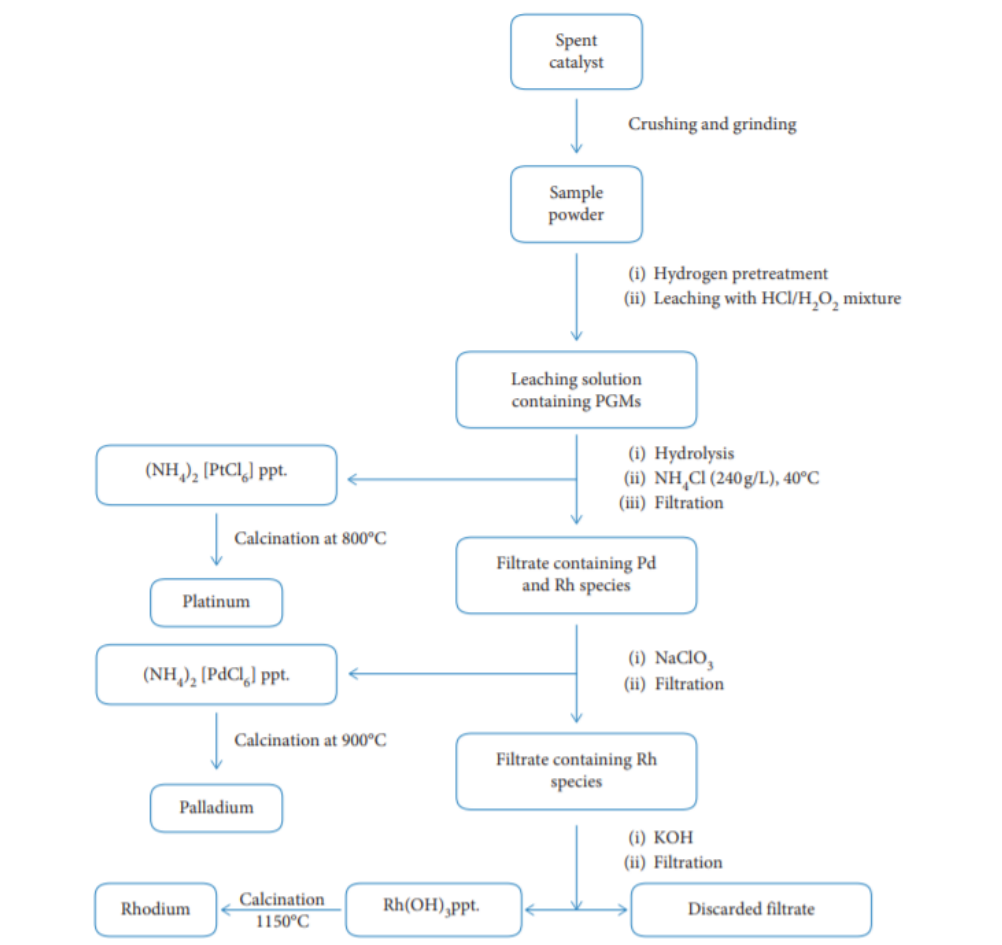 Spent
catalyst
Crushing and grinding
Sample
powder
(i) Hydrogen pretreatment
(ii) Leaching with HCl/H₂O₂ mixture
Leaching solution
containing PGMs
(i) Hydrolysis
(ii) NH₄Cl (240 g/L), 40°C
(iii) Filtration
(NH₄)₂ [PtCl₆] ppt.
Calcination at 800°C
Platinum
Filtrate containing Pd
and Rh species
(i) NaClO₃
(ii) Filtration
(NH₄)₂ [PdCl₆] ppt.
Calcination at 900°C
Palladium
Filtrate containing Rh
species
(i) KOH
(ii) Filtration
Rhodium
Calcination
1150°C
Rh(OH)₃ppt.
Discarded filtrate